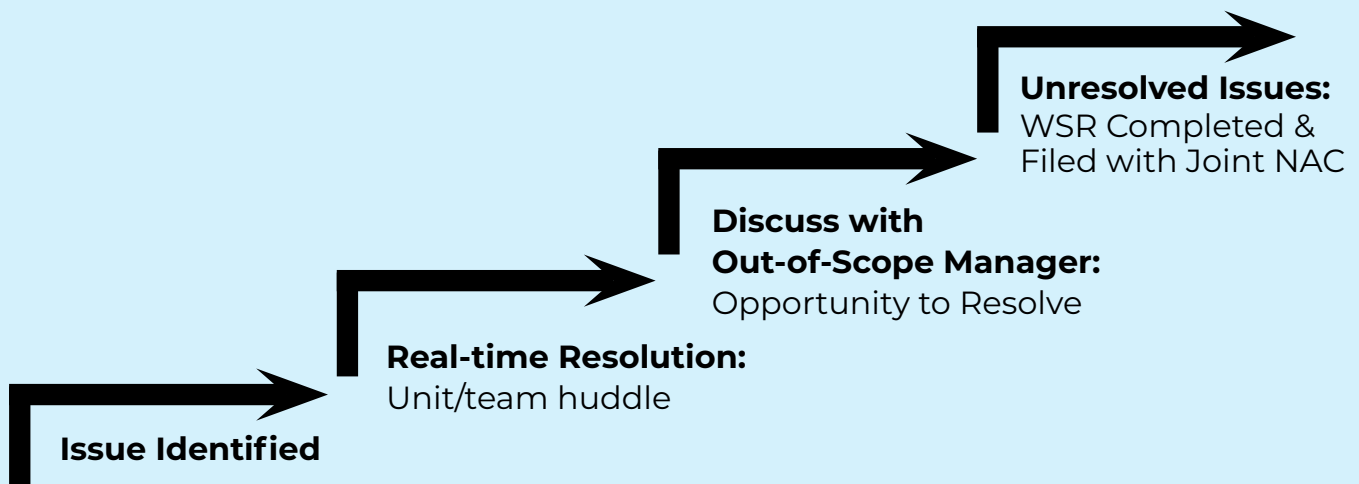 Unresolved Issues:
WSR Completed &
Filed with Joint NAC
Discuss with
Out-of-Scope Manager:
Opportunity to Resolve
Real-time Resolution:
Unit/team huddle
Issue Identified